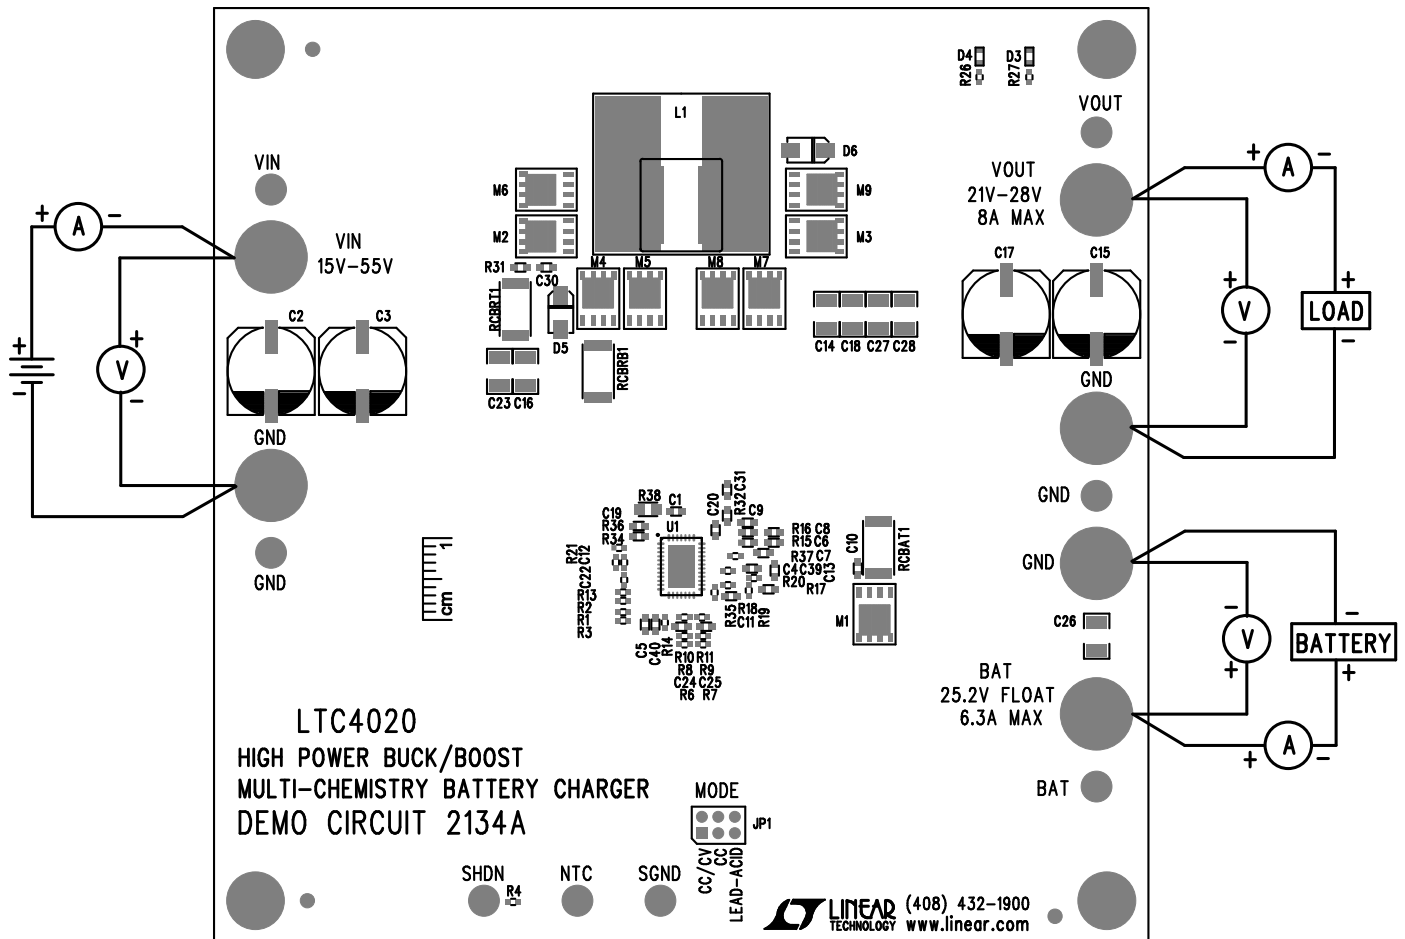 D4
R26
D3
R27
VOUT
VOUT
21V-28V
8A MAX
+ A -
L1
D6
M6
M9
M2
M3
VIN
+ A -
VIN
15V-55V
R31
C30
M4
M5
M8
M7
RCBRT1
D5
RCBRB1
C17
C15
+ V -
+ LOAD -
C2
C3
C14 C18 C27 C28
+ -
+ V -
C23 C16
GND
GND
GND
GND
GND
C31
R32
C20
R38
C1
C9
C19
R36
R34
U1
R16 C8
R15 C6
R37 C7
C4 C39
C13
R20
R17
C10
RCBAT1
R21
C12
C22
R13
R2
R1
R3
1
cm
R35
R18
C11
R19
M1
C5
C40
R14
R10 R11
R8 R9
C24 C25
R6 R7
C26
- V +
- BATTERY +
BAT
25.2V FLOAT
6.3A MAX
+ A -
BAT
LTC4020
HIGH POWER BUCK/BOOST
MULTI-CHEMISTRY BATTERY CHARGER
DEMO CIRCUIT 2134A
MODE
JP1
CC/CV
CC
LEAD-ACID
SHDN
R4
NTC
SGND
LINEAR
TECHNOLOGY
(408) 432-1900
www.linear.com